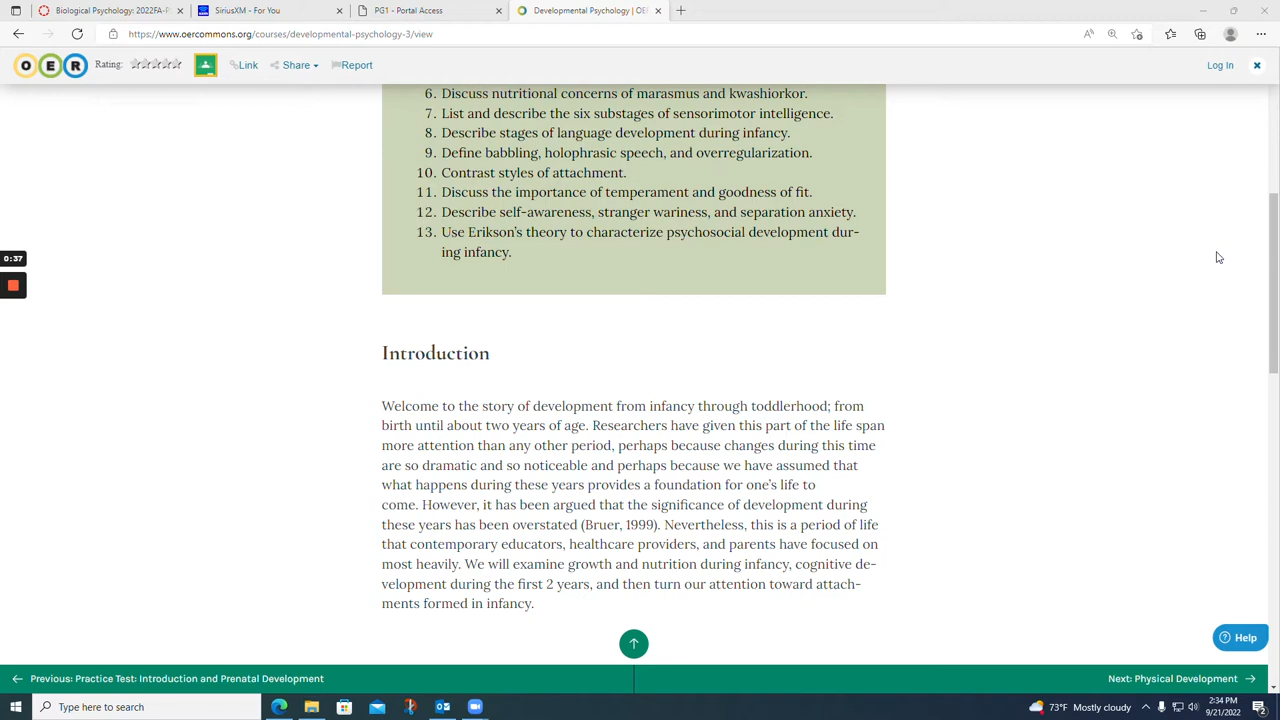 Biological Psychology: 2022FA-P
SiriusXM - For You
PG1 - Portal Access
Developmental Psychology | OE
https://www.oercommons.org/courses/developmental-psychology-3/view
O E R
Rating:
Link
Share
Report
Log In
0:37
6. Discuss nutritional concerns of marasmus and kwashiorkor.
7. List and describe the six substages of sensorimotor intelligence.
8. Describe stages of language development during infancy.
9. Define babbling, holophrasic speech, and overregularization.
10. Contrast styles of attachment.
11. Discuss the importance of temperament and goodness of fit.
12. Describe self-awareness, stranger wariness, and separation anxiety.
13. Use Erikson's theory to characterize psychosocial development dur-
ing infancy.
Introduction
Welcome to the story of development from infancy through toddlerhood; from
birth until about two years of age. Researchers have given this part of the life span
more attention than any other period, perhaps because changes during this time
are so dramatic and so noticeable and perhaps because we have assumed that
what happens during these years provides a foundation for one's life to
come. However, it has been argued that the significance of development during
these years has been overstated (Bruer, 1999). Nevertheless, this is a period of life
that contemporary educators, healthcare providers, and parents have focused on
most heavily. We will examine growth and nutrition during infancy, cognitive de-
velopment during the first 2 years, and then turn our attention toward attach-
ments formed in infancy.
Help
Previous: Practice Test: Introduction and Prenatal Development
Next: Physical Development
Type here to search
73°F Mostly cloudy
2:34 PM
9/21/2022
2